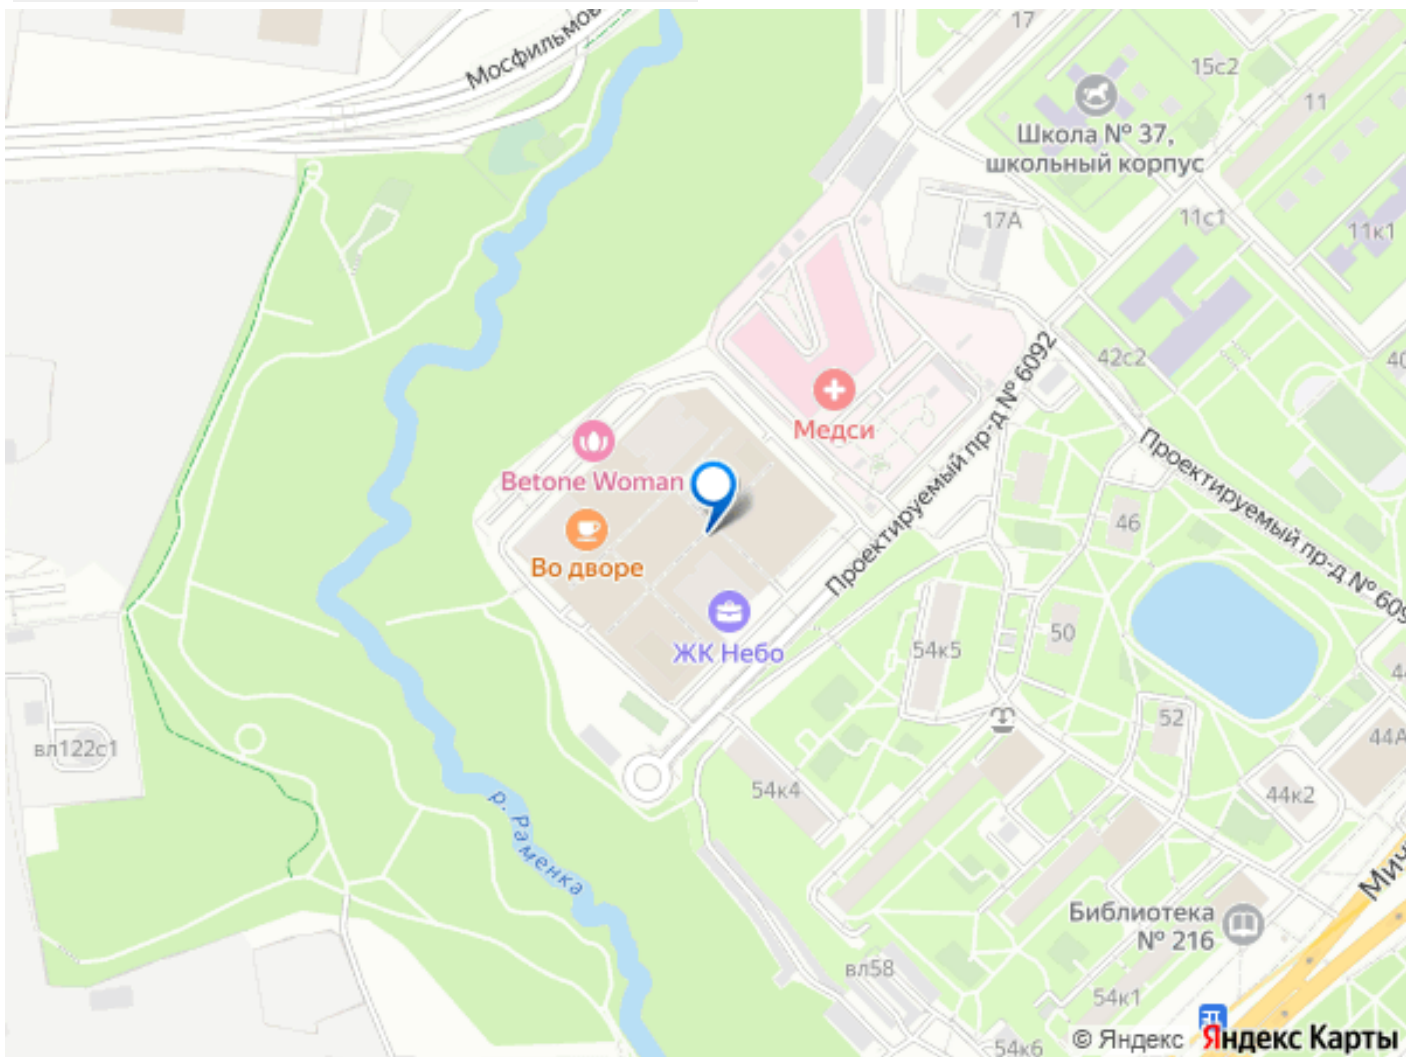 Мосфильмов
17
15с2
11
Школа № 37,
школьный корпус
17А
11с1
11к1
42с2
40
Проектируемый пр-д № 6092
Медси
Betone Woman
Проектируемый пр-д № 609
46
Во дворе
50
ЖК Небо
54к5
44
52
44А
вл122с1
54к4
44к2
р. Раменка
Мич
Библиотека
№ 216
вл58
54к1
54к6
© Яндекс Яндекс Карты